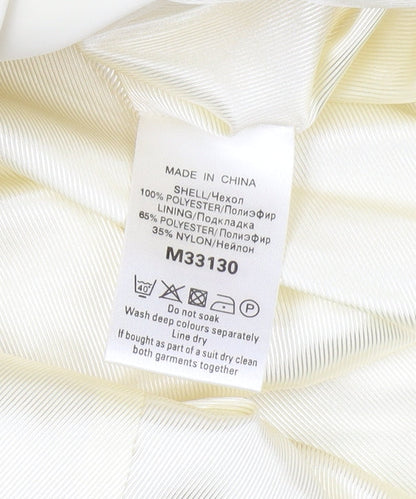 MADE IN CHINA
SHELL/Чехол
100% POLYESTER/Полиэфир
LINING/Подкладка
65% POLYESTER/Полиэфир
35% NYLON/Нейлон
M33130
40 P
Do not soak
Wash deep colours separately
Line dry
If bought as part of a suit dry clean
both garments together